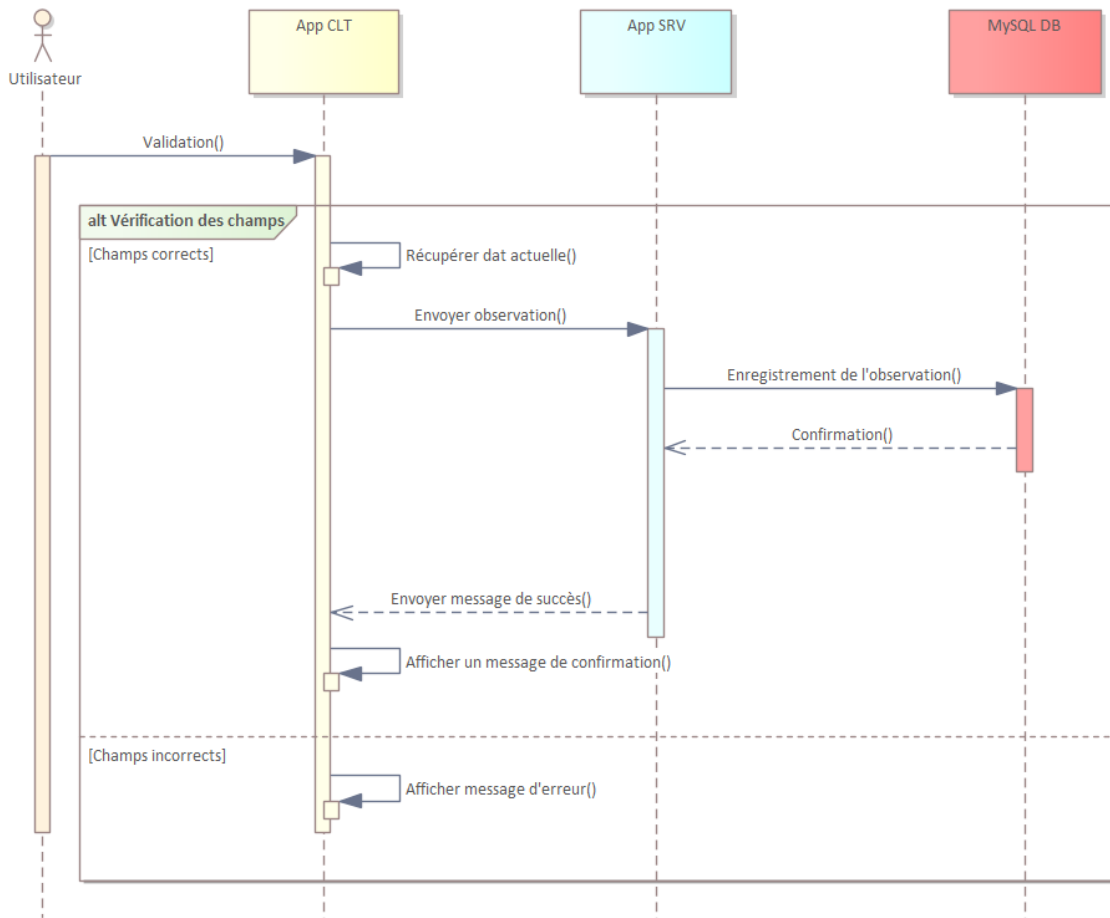 App CLT
App SRV
MySQL DB
Utilisateur
Validation()
alt Vérification des champs
[Champs corrects]
Récupérer dat actuelle()
Envoyer observation()
Enregistrement de l'observation()
Confirmation()
Envoyer message de succès()
Afficher un message de confirmation()
[Champs incorrects]
Afficher message d'erreur()